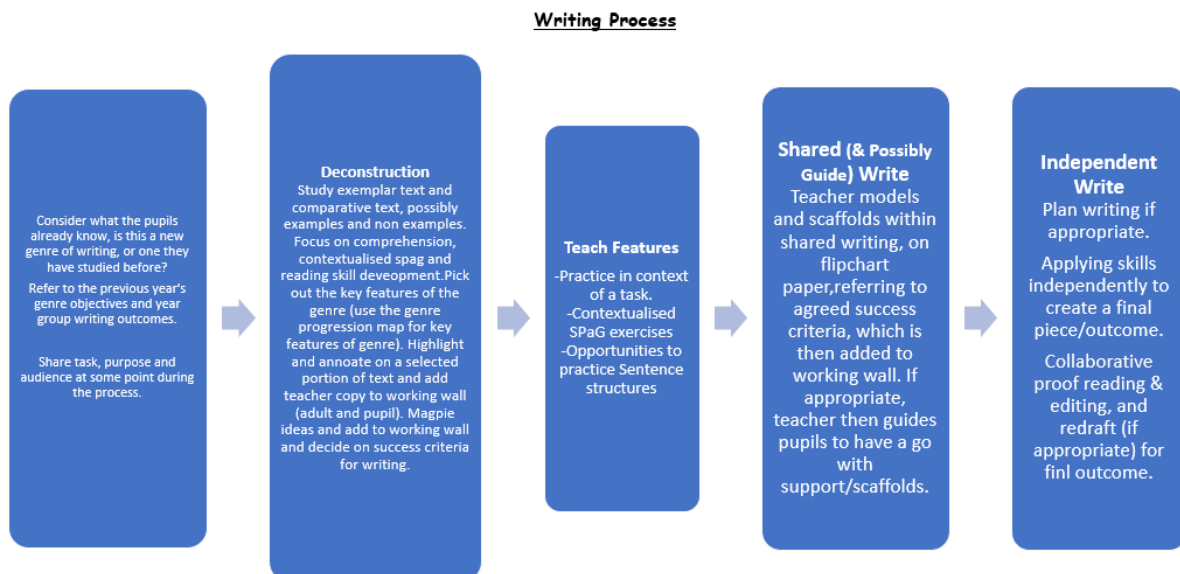 Writing Process
Consider what the pupils
already know, is this a new
genre of writing, or one they
have studied before?
Refer to the previous year's
genre objectives and year
group writing outcomes.
Share task, purpose and
audience at some point during
the process.
Deconstruction
Study exemplar text and
comparative text, possibly
examples and non examples.
Focus on comprehension,
contextualised spag and
reading skill deveopment.Pick
out the key features of the
genre (use the genre
progression map for key
features of genre). Highlight
and annoate on a selected
portion of text and add
teacher copy to working wall
(adult and pupil). Magpie
ideas and add to working wall
and decide on success criteria
for writing.
Teach Features
-Practice in context
of a task.
-Contextualised
SPaG exercises
-Opportunities to
practice Sentence
structures
Shared (& Possibly
Guide) Write
Teacher models
and scaffolds within
shared writing, on
flipchart
paper,referring to
agreed success
criteria, which is
then added to
working wall. If
appropriate,
teacher then guides
pupils to have a go
with
support/scaffolds.
Independent
Write
Plan writing if
appropriate.
Applying skills
independently to
create a final
piece/outcome.
Collaborative
proof reading &
editing, and
redraft (if
appropriate) for
finl outcome.